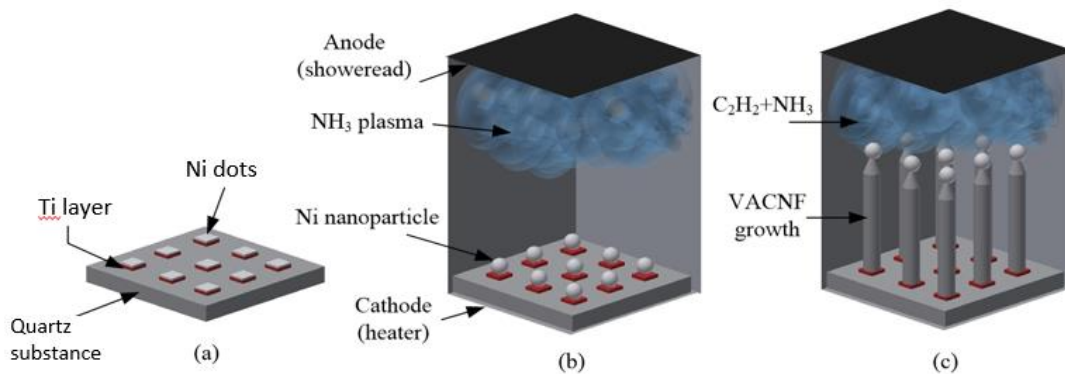 Ni dots
Ti layer
Quartz
substance
(a)
Anode
(showeread)
NH3 plasma
Ni nanoparticle
Cathode
(heater)
(b)
C2H2+NH3
VACNF
growth
(c)